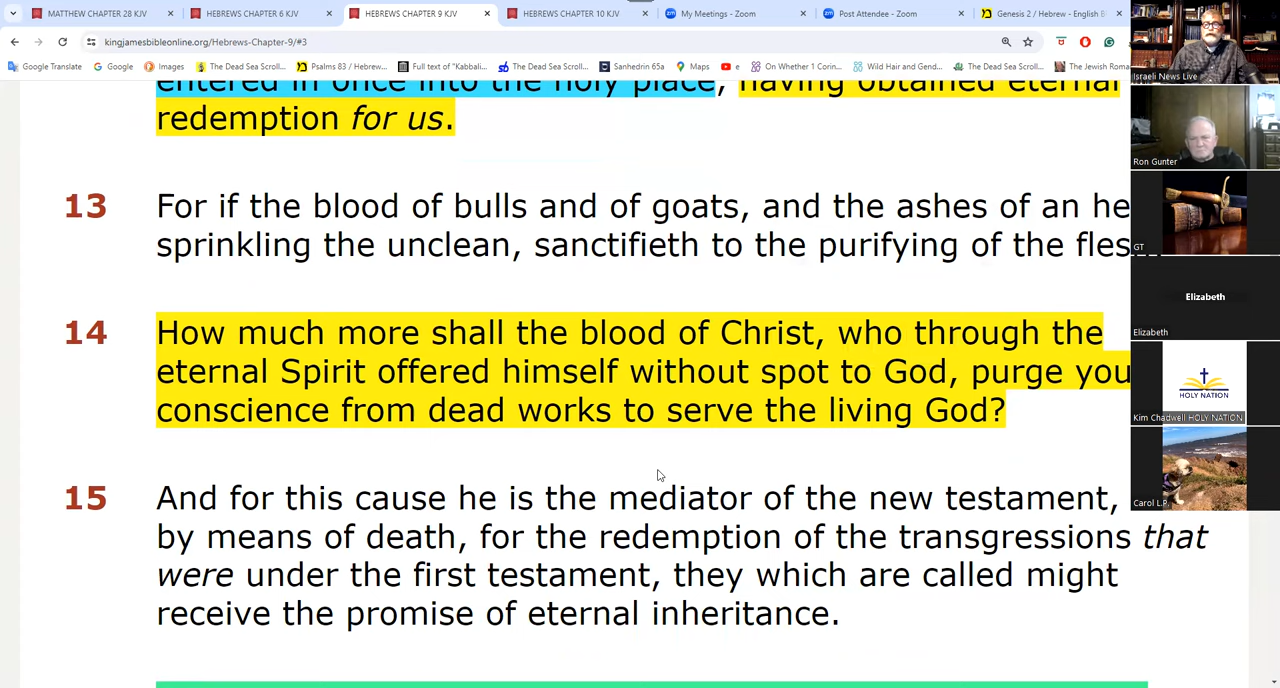 MATTHEW CHAPTER 28 KJV
HEBREWS CHAPTER 6 KJV
HEBREWS CHAPTER 9 KJV
HEBREWS CHAPTER 10 KJV
My Meetings - Zoom
Post Attendee - Zoom
Genesis 2 / Hebrew - English B
kingjamesbibleonline.org/Hebrews-Chapter-9/#3
Google Translate
Google
Images
The Dead Sea Scroll...
Psalms 83 / Hebrew...
Full text of "Kabbali...
The Dead Sea Scroll...
Sanhedrin 65a
Maps
e
On Whether 1 Corin...
Wild Hair and Gend...
The Dead Sea Scroll...
The Jewish Roma
entered in once into the holy place, having obtained eternal
redemption for us.
13 For if the blood of bulls and of goats, and the ashes of an he
sprinkling the unclean, sanctifieth to the purifying of the fles
14 How much more shall the blood of Christ, who through the
eternal Spirit offered himself without spot to God, purge you
conscience from dead works to serve the living God?
15 And for this cause he is the mediator of the new testament,
by means of death, for the redemption of the transgressions that
were under the first testament, they which are called might
receive the promise of eternal inheritance.
Israeli News Live
Ron Gunter
GT
Elizabeth
Elizabeth
HOLY NATION
Kim Chadwell HOLY NATION
Carol L.P.